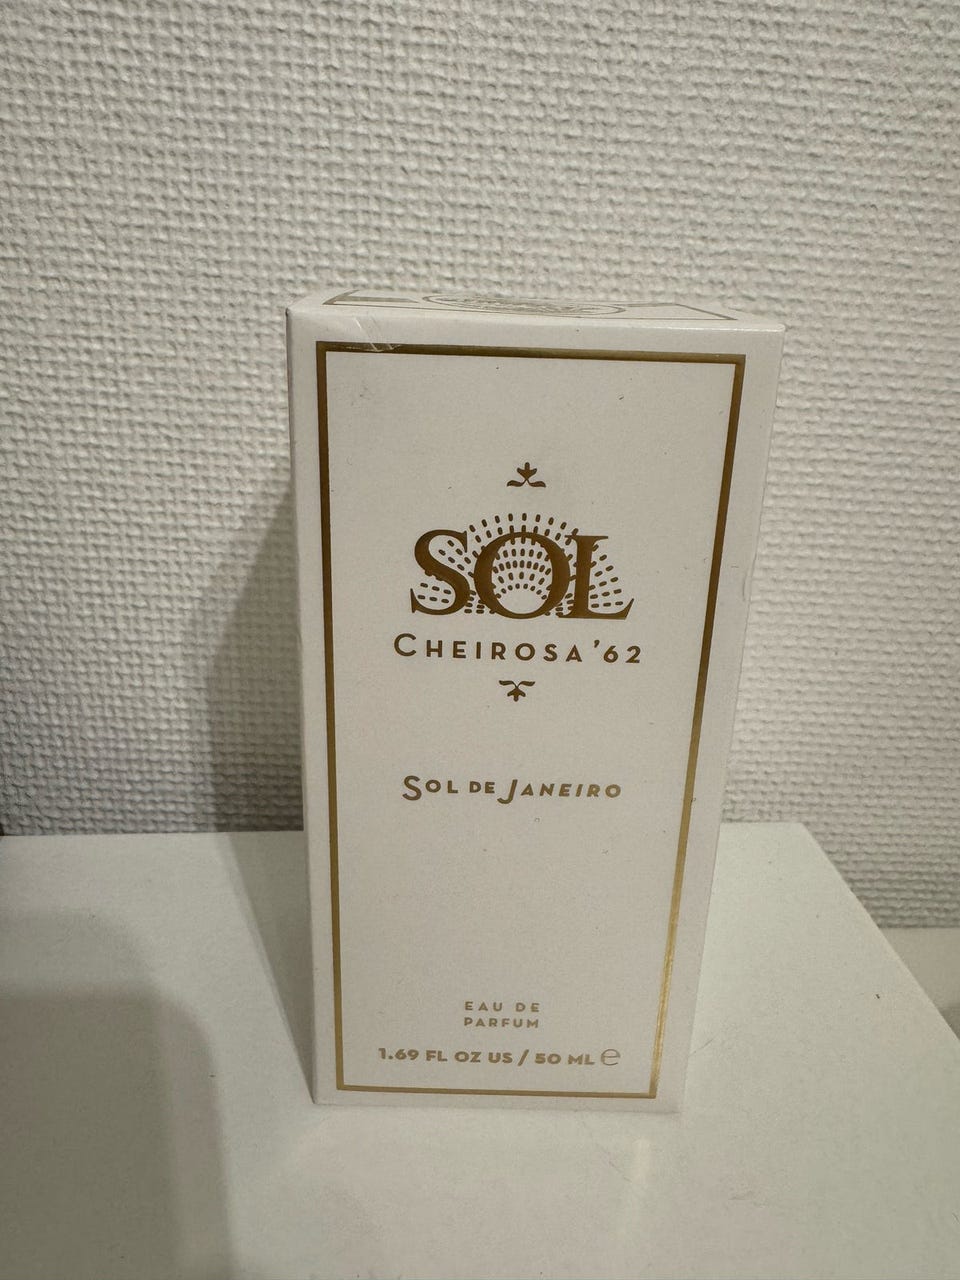 SOL
CHEIROSA '62
SOL DE JANEIRO
EAU DE
PARFUM
1.69 FL OZ US / 50 ML ℮